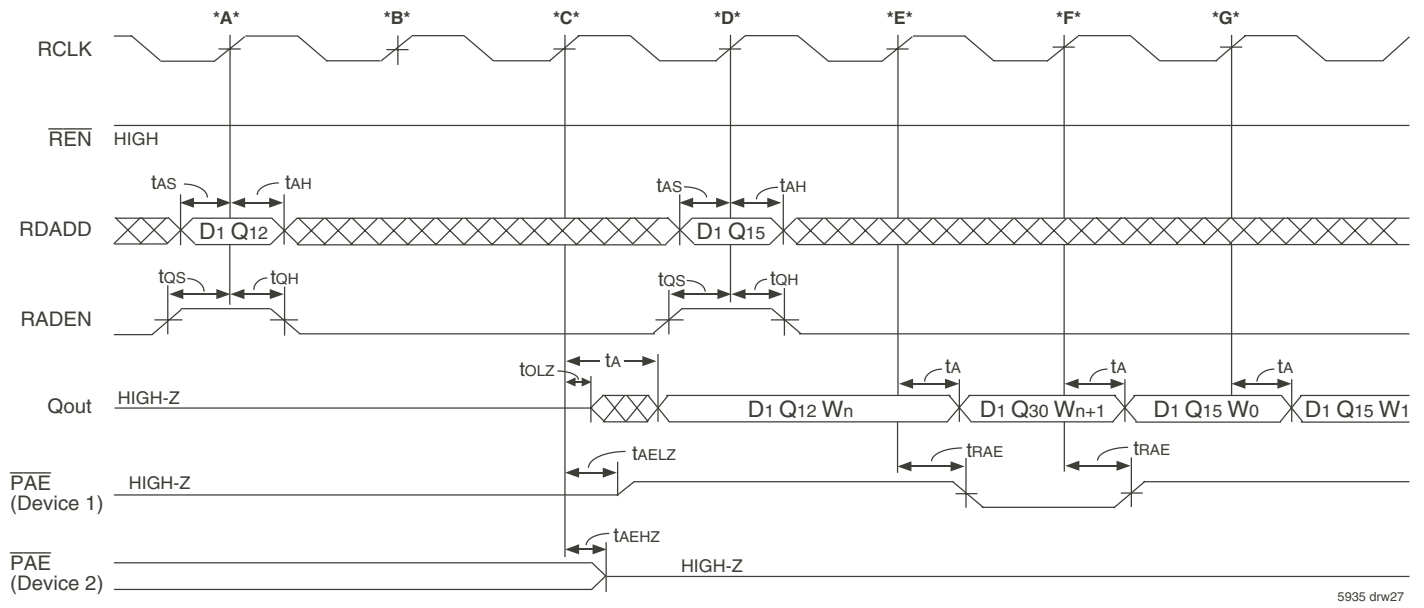 *A* *B* *C* *D* *E* *F* *G*
RCLK
REN HIGH
tAS tAH tAS tAH
RDADD D1 Q12 D1 Q15
tQS tQH tQS tQH
RADEN
tOLZ tA tA tA tA
Qout HIGH-Z D1 Q12 Wn D1 Q30 Wn+1 D1 Q15 W0 D1 Q15 W1
tAELZ tRAE tRAE
PAE HIGH-Z
(Device 1)
tAEHZ
PAE HIGH-Z
(Device 2)
5935 drw27